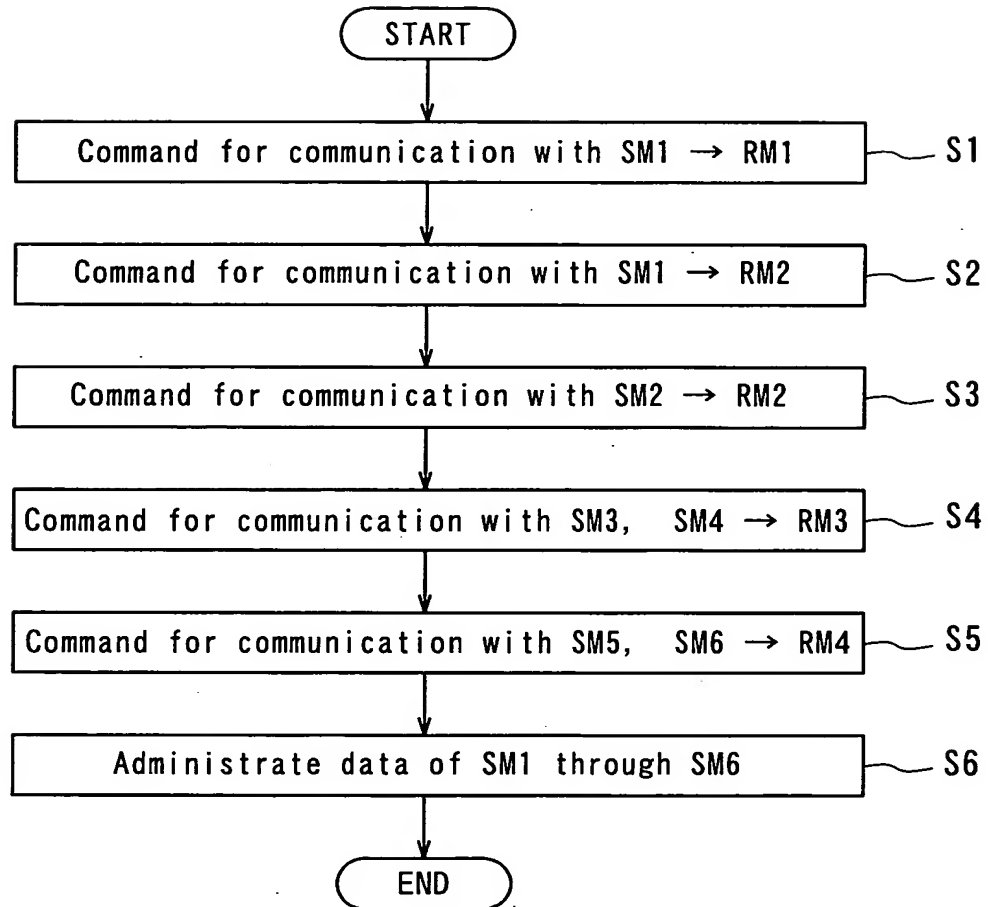 START
Command for communication with SM1 → RM1 S1
Command for communication with SM1 → RM2 S2
Command for communication with SM2 → RM2 S3
Command for communication with SM3, SM4 → RM3 S4
Command for communication with SM5, SM6 → RM4 S5
Administrate data of SM1 through SM6 S6
END